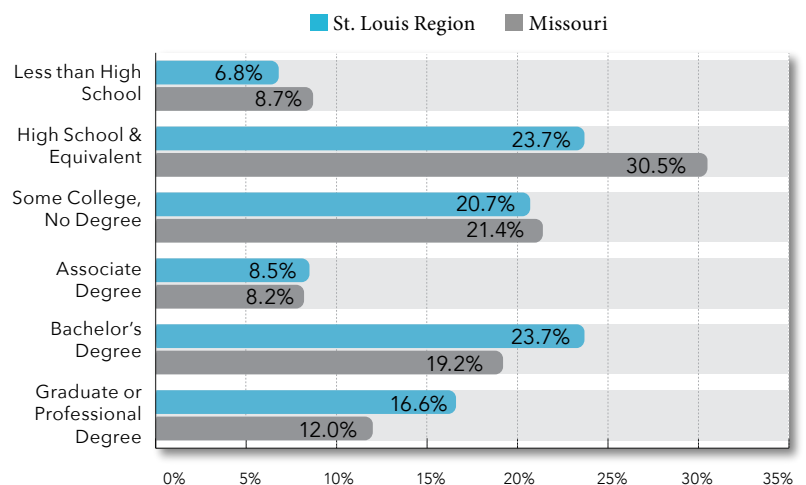 St. Louis Region Missouri
Less than High
School
6.8%
8.7%
High School &
Equivalent
23.7%
30.5%
Some College,
No Degree
20.7%
21.4%
Associate
Degree
8.5%
8.2%
Bachelor’s
Degree
23.7%
19.2%
Graduate or
Professional
Degree
16.6%
12.0%
0% 5% 10% 15% 20% 25% 30% 35%